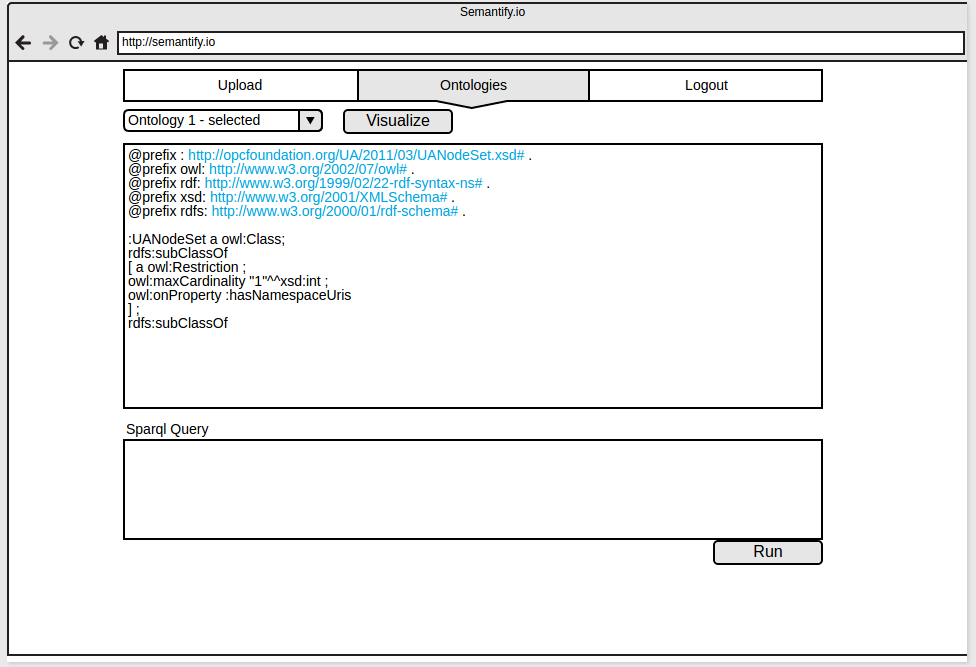 Semantify.io
http://semantify.io
Upload Ontologies Logout
Ontology 1 - selected Visualize
@prefix : http://opcfoundation.org/UA/2011/03/UANodeSet.xsd# .
@prefix owl: http://www.w3.org/2002/07/owl# .
@prefix rdf: http://www.w3.org/1999/02/22-rdf-syntax-ns# .
@prefix xsd: http://www.w3.org/2001/XMLSchema# .
@prefix rdfs: http://www.w3.org/2000/01/rdf-schema# .
:UANodeSet a owl:Class;
rdfs:subClassOf
[ a owl:Restriction ;
owl:maxCardinality "1"^^xsd:int ;
owl:onProperty :hasNamespaceUris
] ;
rdfs:subClassOf
Sparql Query
Run